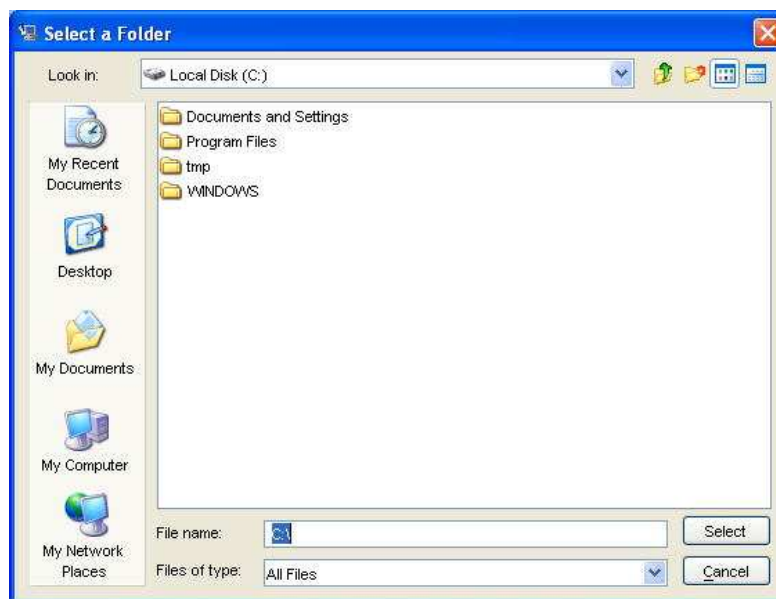 Select a Folder
Look in:
Local Disk (C:)
My Recent
Documents
Desktop
My Documents
My Computer
My Network
Places
Documents and Settings
Program Files
tmp
WINDOWS
File name:
C:\
Select
Files of type:
All Files
Cancel